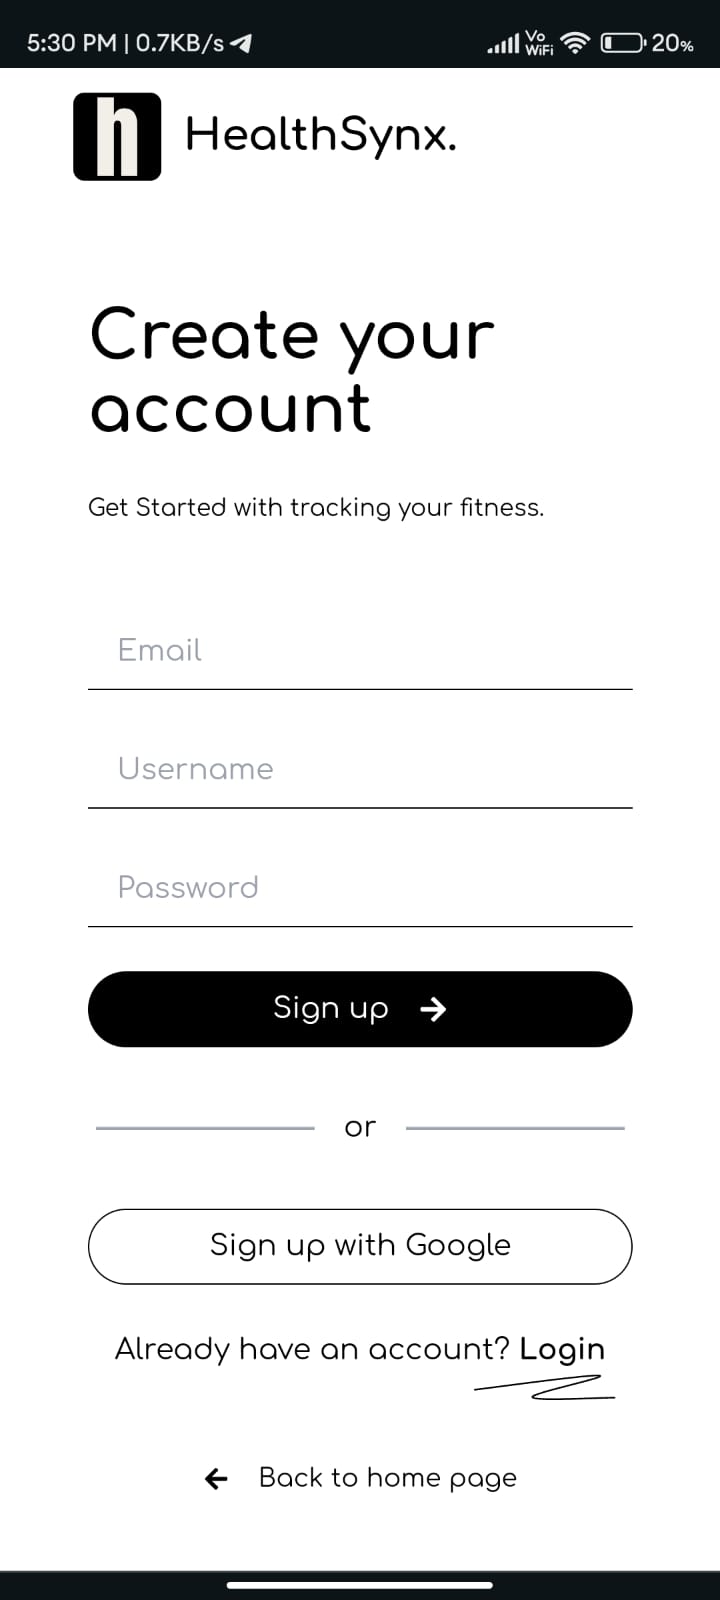 5:30 PM | 0.7KB/s Vo WiFi 20%
h HealthSynx.
Create your
account
Get Started with tracking your fitness.
Email
Username
Password
Sign up
or
Sign up with Google
Already have an account? Login
Back to home page